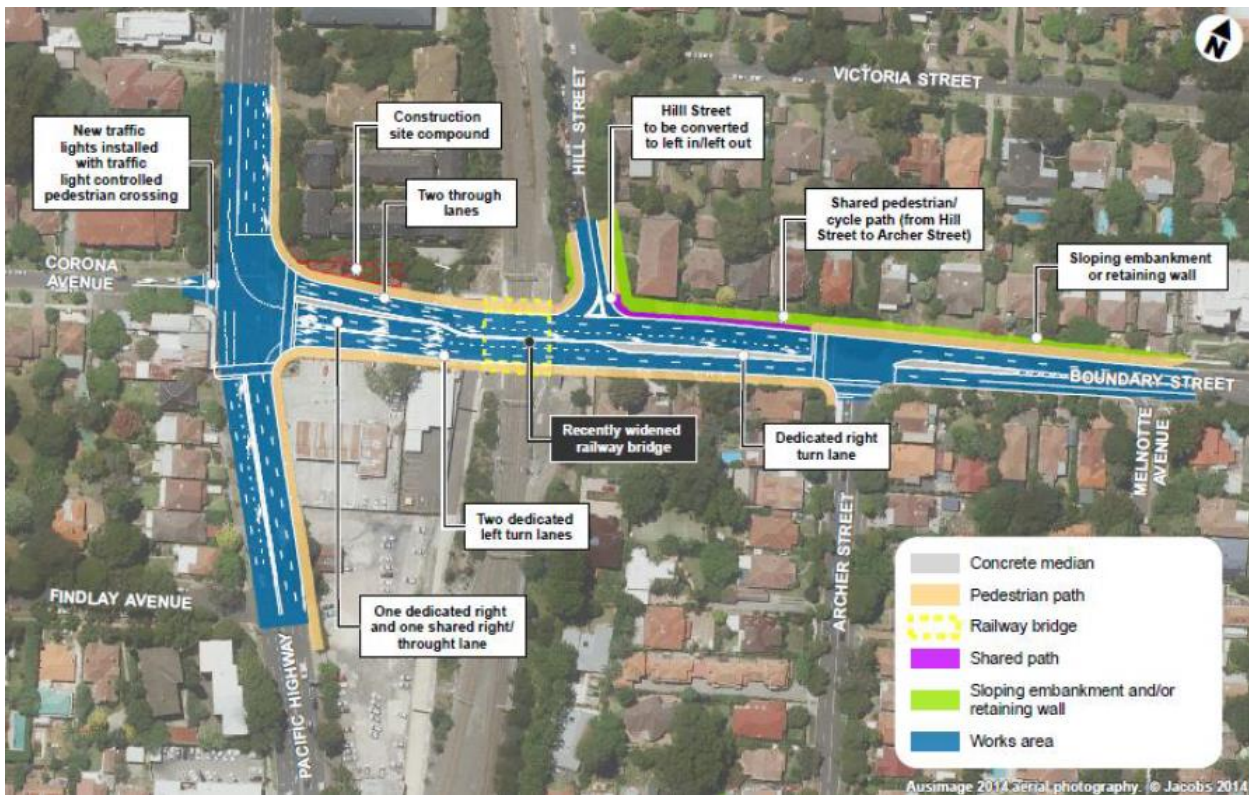 N
VICTORIA STREET
HILL STREET
New traffic
lights installed
with traffic
light controlled
pedestrian crossing
Construction
site compound
Hilll Street
to be converted
to left in/left out
Two through
lanes
Shared pedestrian/
cycle path (from Hill
Street to Archer Street)
Sloping embankment
or retaining wall
CORONA
AVENUE
BOUNDARY STREET
Recently widened
railway bridge
Dedicated right
turn lane
MELNOTTE
AVENUE
Two dedicated
left turn lanes
ARCHER STREET
FINDLAY AVENUE
One dedicated right
and one shared right/
throught lane
PACIFIC HIGHWAY
Concrete median
Pedestrian path
Railway bridge
Shared path
Sloping embankment and/or
retaining wall
Works area
Ausimage 2014 aerial photography. © Jacobs 2014